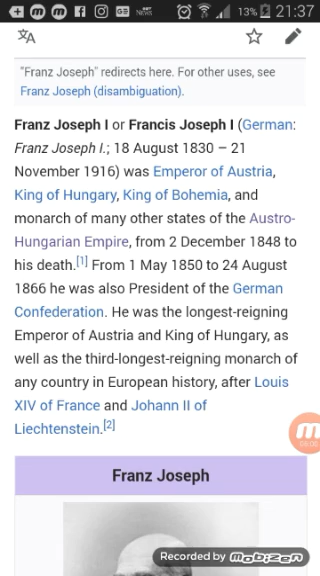 NEWS 13% 21:37
"Franz Joseph" redirects here. For other uses, see
Franz Joseph (disambiguation).
Franz Joseph I or Francis Joseph I (German:
Franz Joseph I.; 18 August 1830 – 21
November 1916) was Emperor of Austria,
King of Hungary, King of Bohemia, and
monarch of many other states of the Austro-
Hungarian Empire, from 2 December 1848 to
his death.[1] From 1 May 1850 to 24 August
1866 he was also President of the German
Confederation. He was the longest-reigning
Emperor of Austria and King of Hungary, as
well as the third-longest-reigning monarch of
any country in European history, after Louis
XIV of France and Johann II of
Liechtenstein.[2]
Franz Joseph
Recorded by mobizen